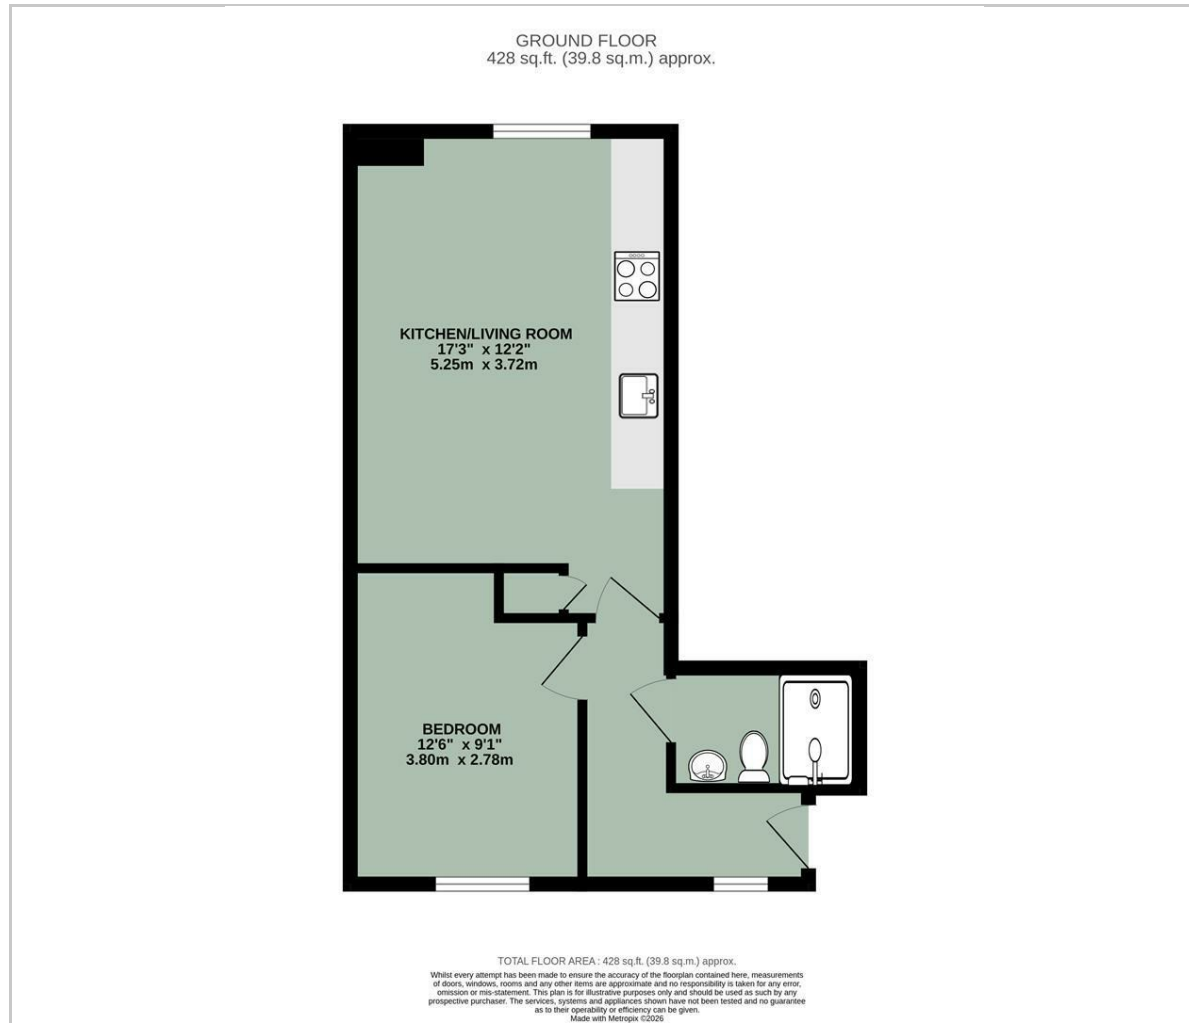 GROUND FLOOR
428 sq.ft. (39.8 sq.m.) approx.
KITCHEN/LIVING ROOM
17'3" x 12'2"
5.25m x 3.72m
BEDROOM
12'6" x 9'1"
3.80m x 2.78m
TOTAL FLOOR AREA : 428 sq.ft. (39.8 sq.m.) approx.
Whilst every attempt has been made to ensure the accuracy of the floorplan contained here, measurements
of doors, windows, rooms and any other items are approximate and no responsibility is taken for any error,
omission or mis-statement. This plan is for illustrative purposes only and should be used as such by any
prospective purchaser. The services, systems and appliances shown have not been tested and no guarantee
as to their operability or efficiency can be given.
Made with Metropix ©2026